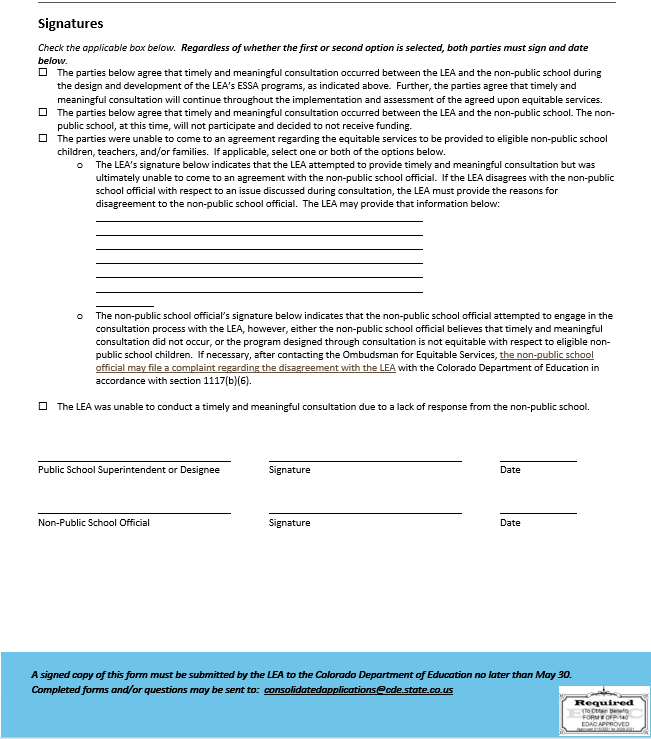 Signatures
Check the applicable box below.  Regardless of whether the first or second option is selected, both parties must sign and date
below.
☐ The parties below agree that timely and meaningful consultation occurred between the LEA and the non-public school during
the design and development of the LEA's ESSA programs, as indicated above.  Further, the parties agree that timely and
meaningful consultation will continue throughout the implementation and assessment of the agreed upon equitable services.
☐ The parties below agree that timely and meaningful consultation occurred between the LEA and the non-public school. The non-
public school, at this time, will not participate and decided to not receive funding.
☐ The parties were unable to come to an agreement regarding the equitable services to be provided to eligible non-public school
children, teachers, and/or families.  If applicable, select one or both of the options below.
o The LEA's signature below indicates that the LEA attempted to provide timely and meaningful consultation but was
ultimately unable to come to an agreement with the non-public school official.  If the LEA disagrees with the non-public
school official with respect to an issue discussed during consultation, the LEA must provide the reasons for
disagreement to the non-public school official.  The LEA may provide that information below:
o The non-public school official's signature below indicates that the non-public school official attempted to engage in the
consultation process with the LEA, however, either the non-public school official believes that timely and meaningful
consultation did not occur, or the program designed through consultation is not equitable with respect to eligible non-
public school children.  If necessary, after contacting the Ombudsman for Equitable Services, the non-public school
official may file a complaint regarding the disagreement with the LEA with the Colorado Department of Education in
accordance with section 1117(b)(6).
☐ The LEA was unable to conduct a timely and meaningful consultation due to a lack of response from the non-public school.
Public School Superintendent or Designee Signature Date
Non-Public School Official Signature Date
A signed copy of this form must be submitted by the LEA to the Colorado Department of Education no later than May 30.
Completed forms and/or questions may be sent to:  consolidatedapplications@cde.state.co.us
Required
(To Obtain Benefit)
FORM # OFP-140
EDAC APPROVED